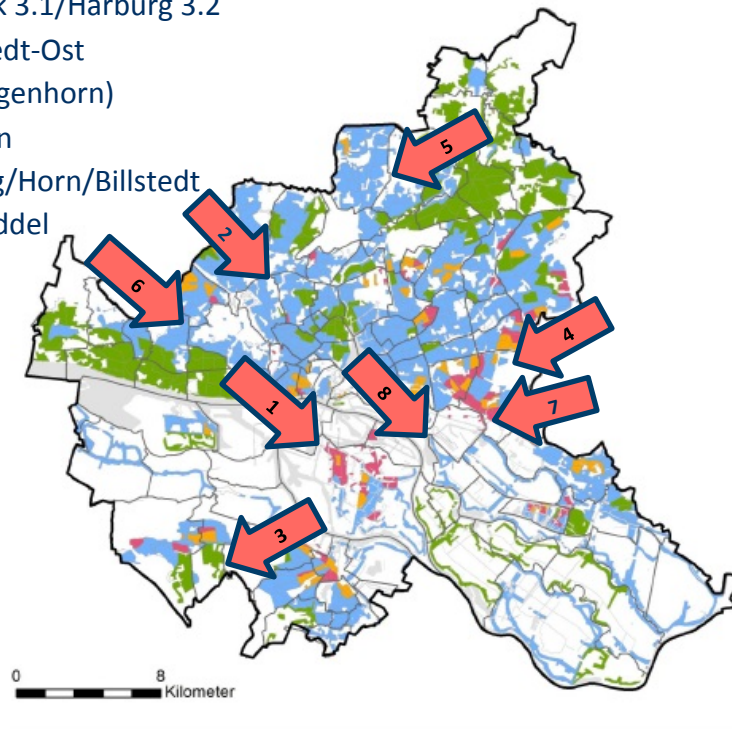 k 3.1/Harburg 3.2
edt-Ost
genhorn)
n
g/Horn/Billstedt
ddel
5
2
6
4
1
8
7
3
0 8
Kilometer